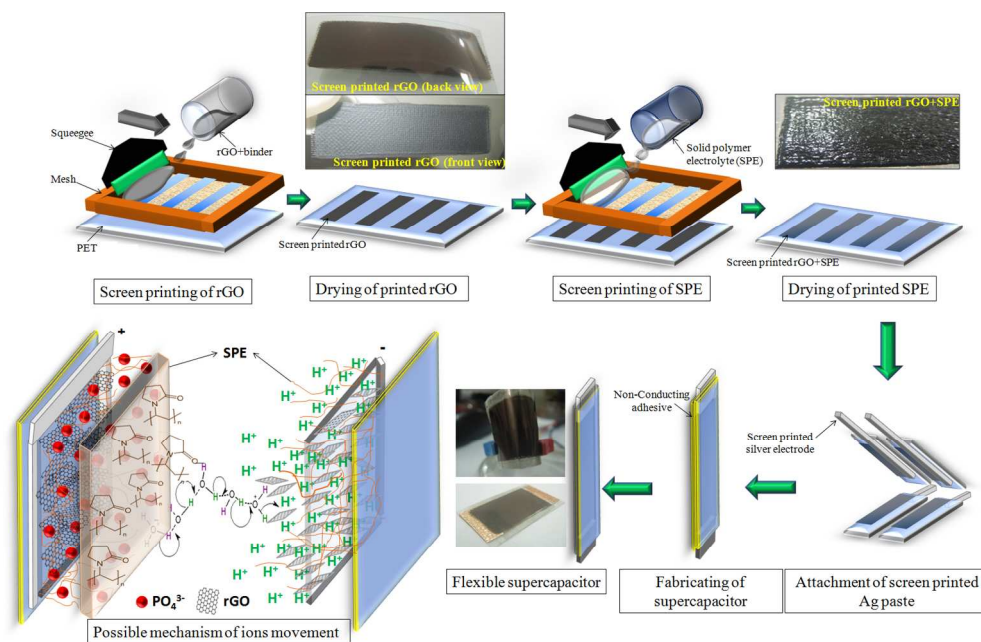 Screen printed rGO (back view)
Screen printed rGO (front view)
Squeegee
rGO+binder
Mesh
PET
Screen printed rGO
Screen printed rGO+SPE
Solid polymer
electrolyte (SPE)
Screen printed rGO+SPE
Screen printing of rGO
Drying of printed rGO
Screen printing of SPE
Drying of printed SPE
+
SPE
-
H⁺ H⁺
H⁺ H⁺
H⁺ H⁺
H⁺ H⁺
H⁺ H⁺
H⁺ H⁺
PO₄³⁻
rGO
Possible mechanism of ions movement
Flexible supercapacitor
Non-Conducting
adhesive
Fabricating of
supercapacitor
Screen printed
silver electrode
Attachment of screen printed
Ag paste